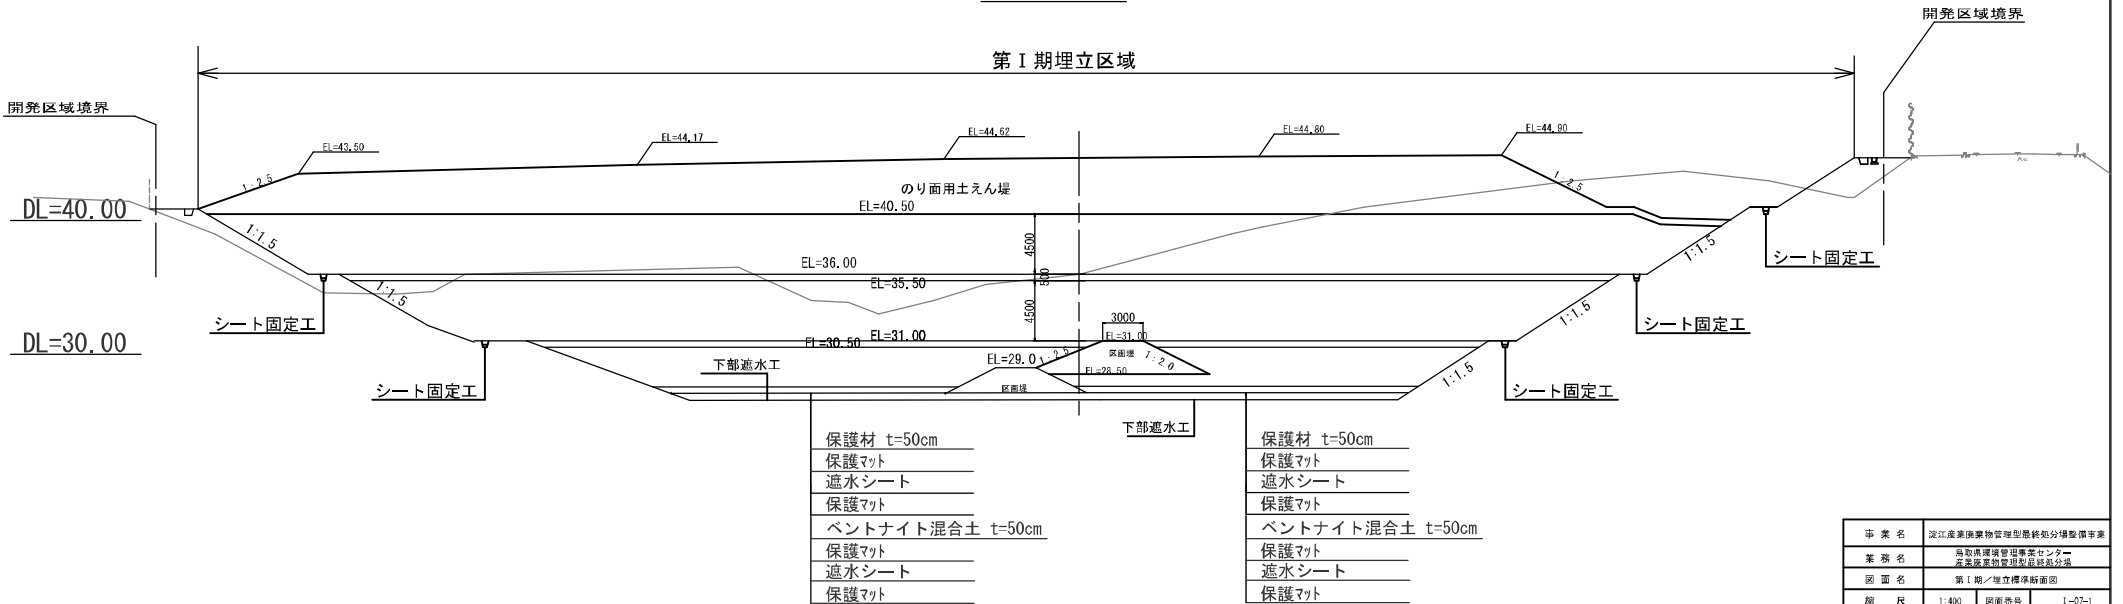 開発区域境界
第Ⅰ期埋立区域
開発区域境界
EL=43.50
EL=44.17
EL=44.62
EL=44.80
EL=44.90
1:2.5
1:2.5
のり面用土えん堤
DL=40.00
EL=40.50
1:1.5
4500
1:1.5
シート固定工
EL=36.00
500
EL=35.50
1:1.5
4500
1:1.5
シート固定工
3000
シート固定工
DL=30.00
EL=31.00
EL=30.50
EL=31.00
区画堤
EL=29.0
1:2.5
1:2.0
下部遮水工
EL=28.50
1:1.5
シート固定工
区画堤
シート固定工
下部遮水工
保護材 t=50cm
保護マット
遮水シート
保護マット
ベントナイト混合土 t=50cm
保護マット
遮水シート
保護マット
保護材 t=50cm
保護マット
遮水シート
保護マット
ベントナイト混合土 t=50cm
保護マット
遮水シート
保護マット
事業名 淀江産業廃棄物管理型最終処分場整備事業
業務名 鳥取県環境管理事業センター
産業廃棄物管理型最終処分場
図面名 第Ⅰ期／埋立標準断面図
縮尺 1:400 図面番号 Ⅰ-07-1